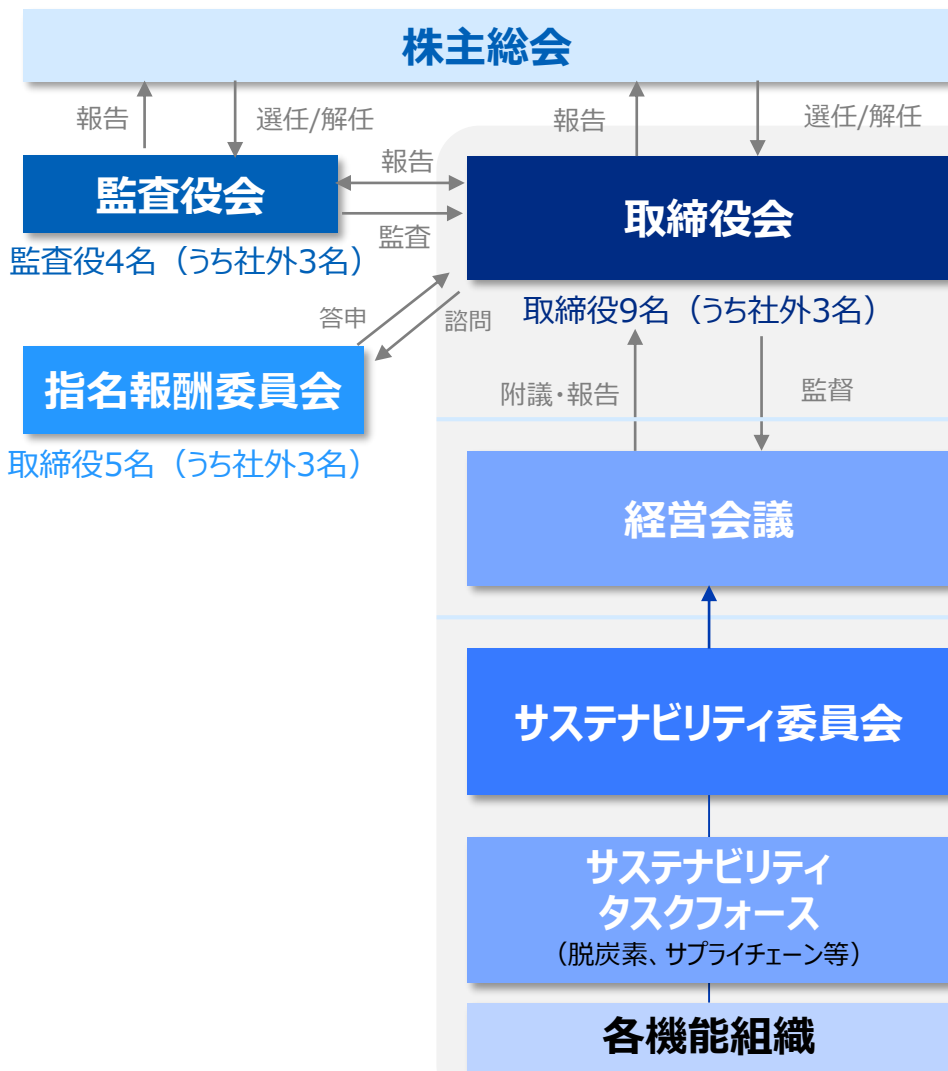 株主総会
報告
選任/解任
報告
選任/解任
監査役会
報告
監査
取締役会
監査役4名（うち社外3名）
答申
諮問
取締役9名（うち社外3名）
指名報酬委員会
取締役5名（うち社外3名）
附議・報告
監督
経営会議
サステナビリティ委員会
サステナビリティ
タスクフォース
（脱炭素、サプライチェーン等）
各機能組織